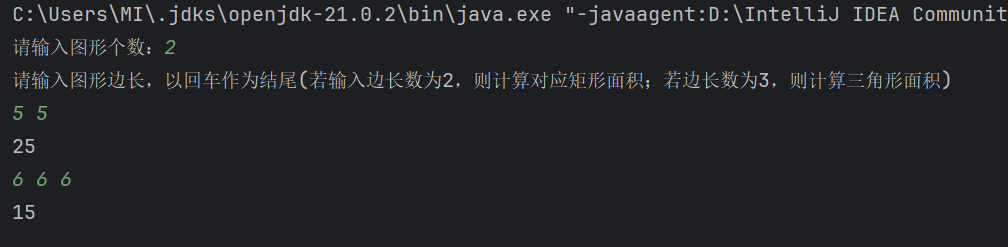 C:\Users\MI\.jdks\openjdk-21.0.2\bin\java.exe "-javaagent:D:\IntelliJ IDEA Communit
请输入图形个数：2
请输入图形边长，以回车作为结尾(若输入边长数为2，则计算对应矩形面积；若边长数为3，则计算三角形面积)
5 5
25
6 6 6
15